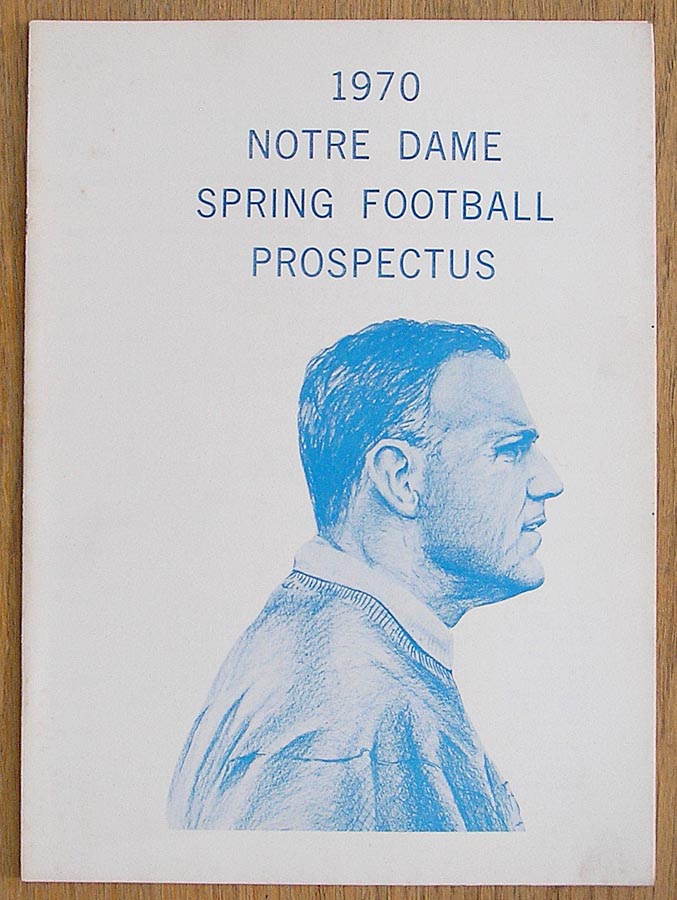 1970
NOTRE DAME
SPRING FOOTBALL
PROSPECTUS